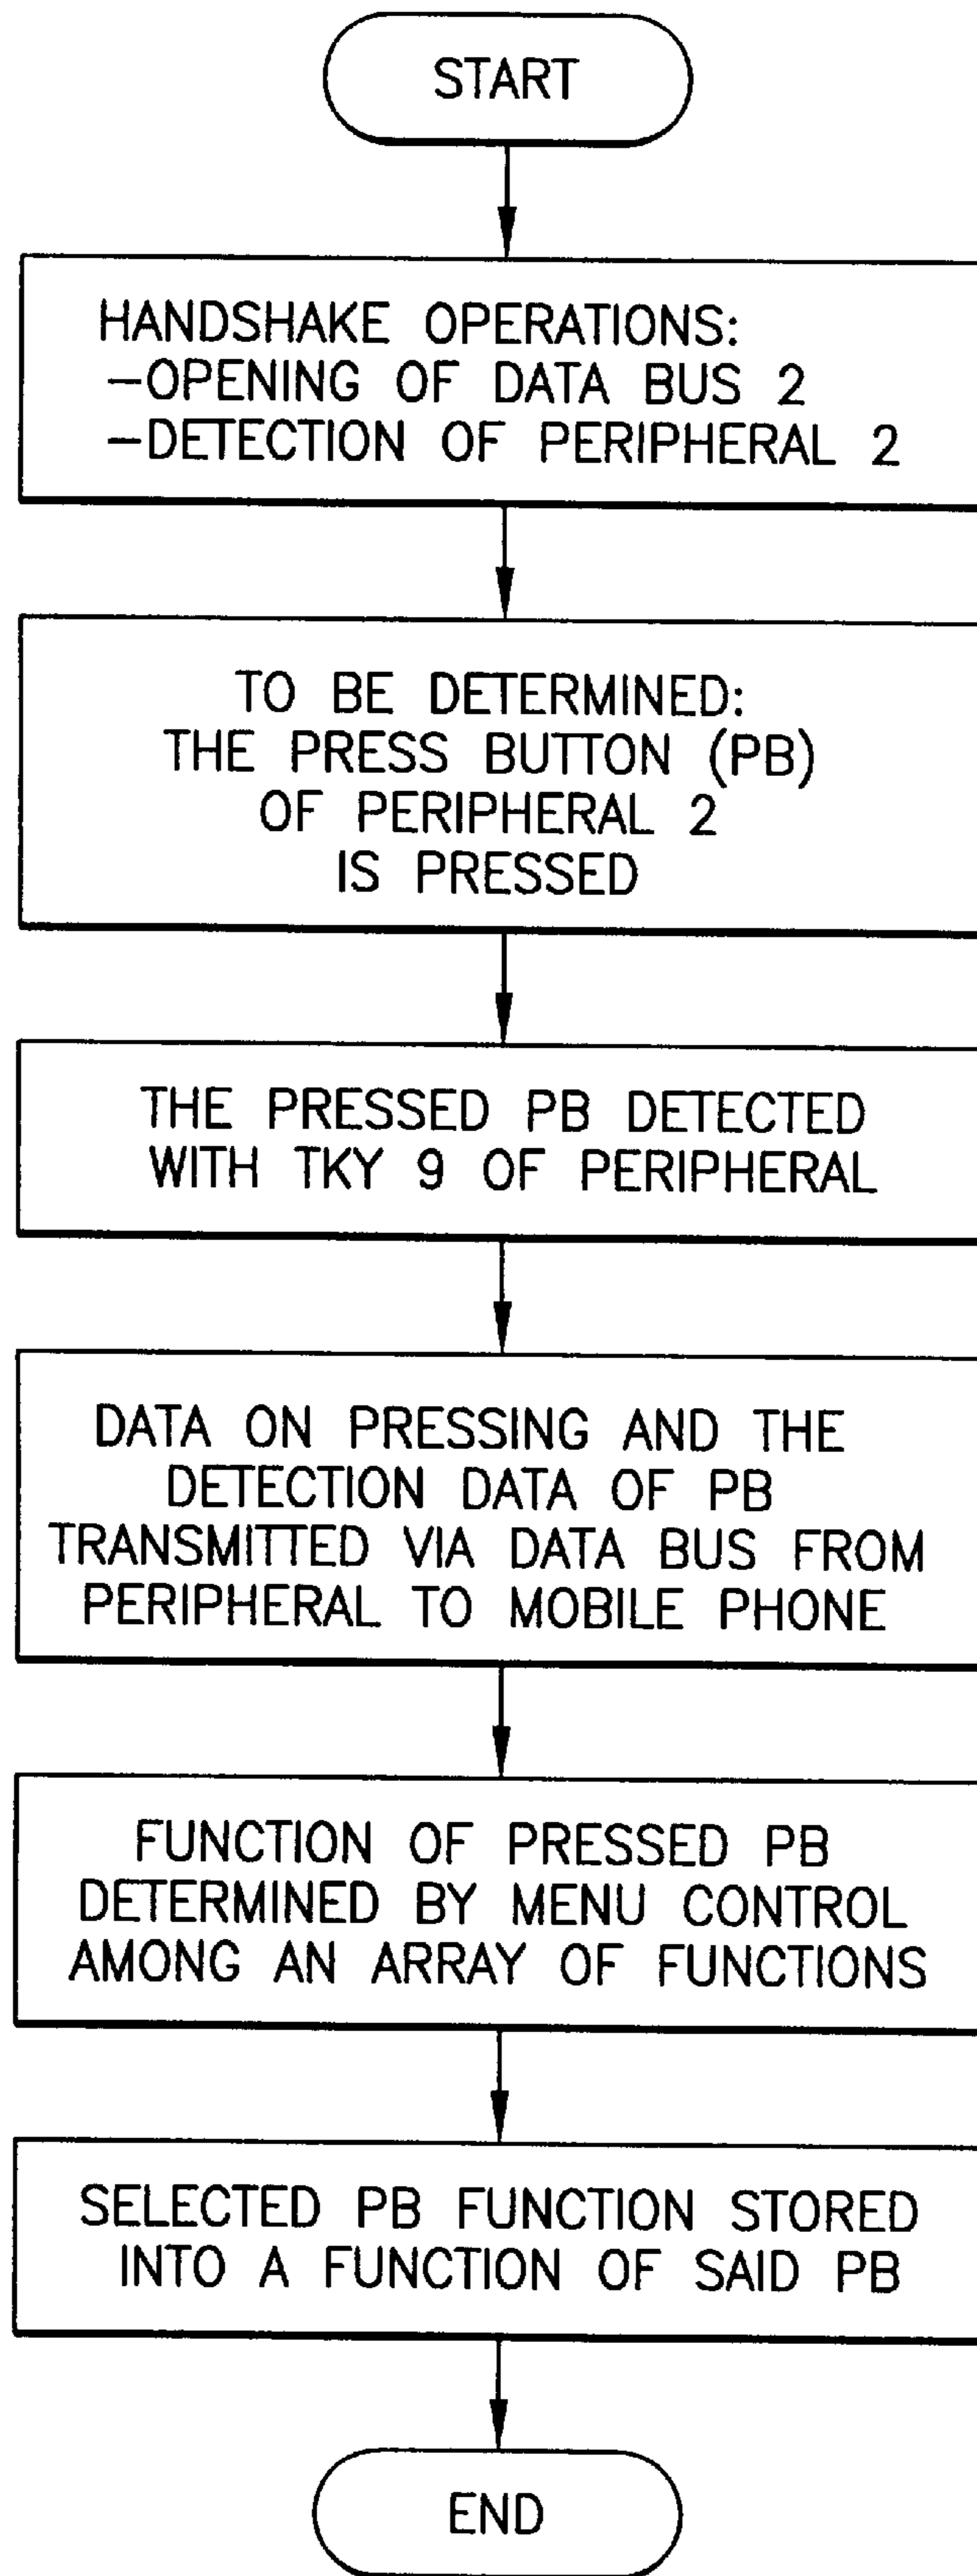 START
HANDSHAKE OPERATIONS:
-OPENING OF DATA BUS 2
-DETECTION OF PERIPHERAL 2
TO BE DETERMINED:
THE PRESS BUTTON (PB)
OF PERIPHERAL 2
IS PRESSED
THE PRESSED PB DETECTED
WITH TKY 9 OF PERIPHERAL
DATA ON PRESSING AND THE
DETECTION DATA OF PB
TRANSMITTED VIA DATA BUS FROM
PERIPHERAL TO MOBILE PHONE
FUNCTION OF PRESSED PB
DETERMINED BY MENU CONTROL
AMONG AN ARRAY OF FUNCTIONS
SELECTED PB FUNCTION STORED
INTO A FUNCTION OF SAID PB
END